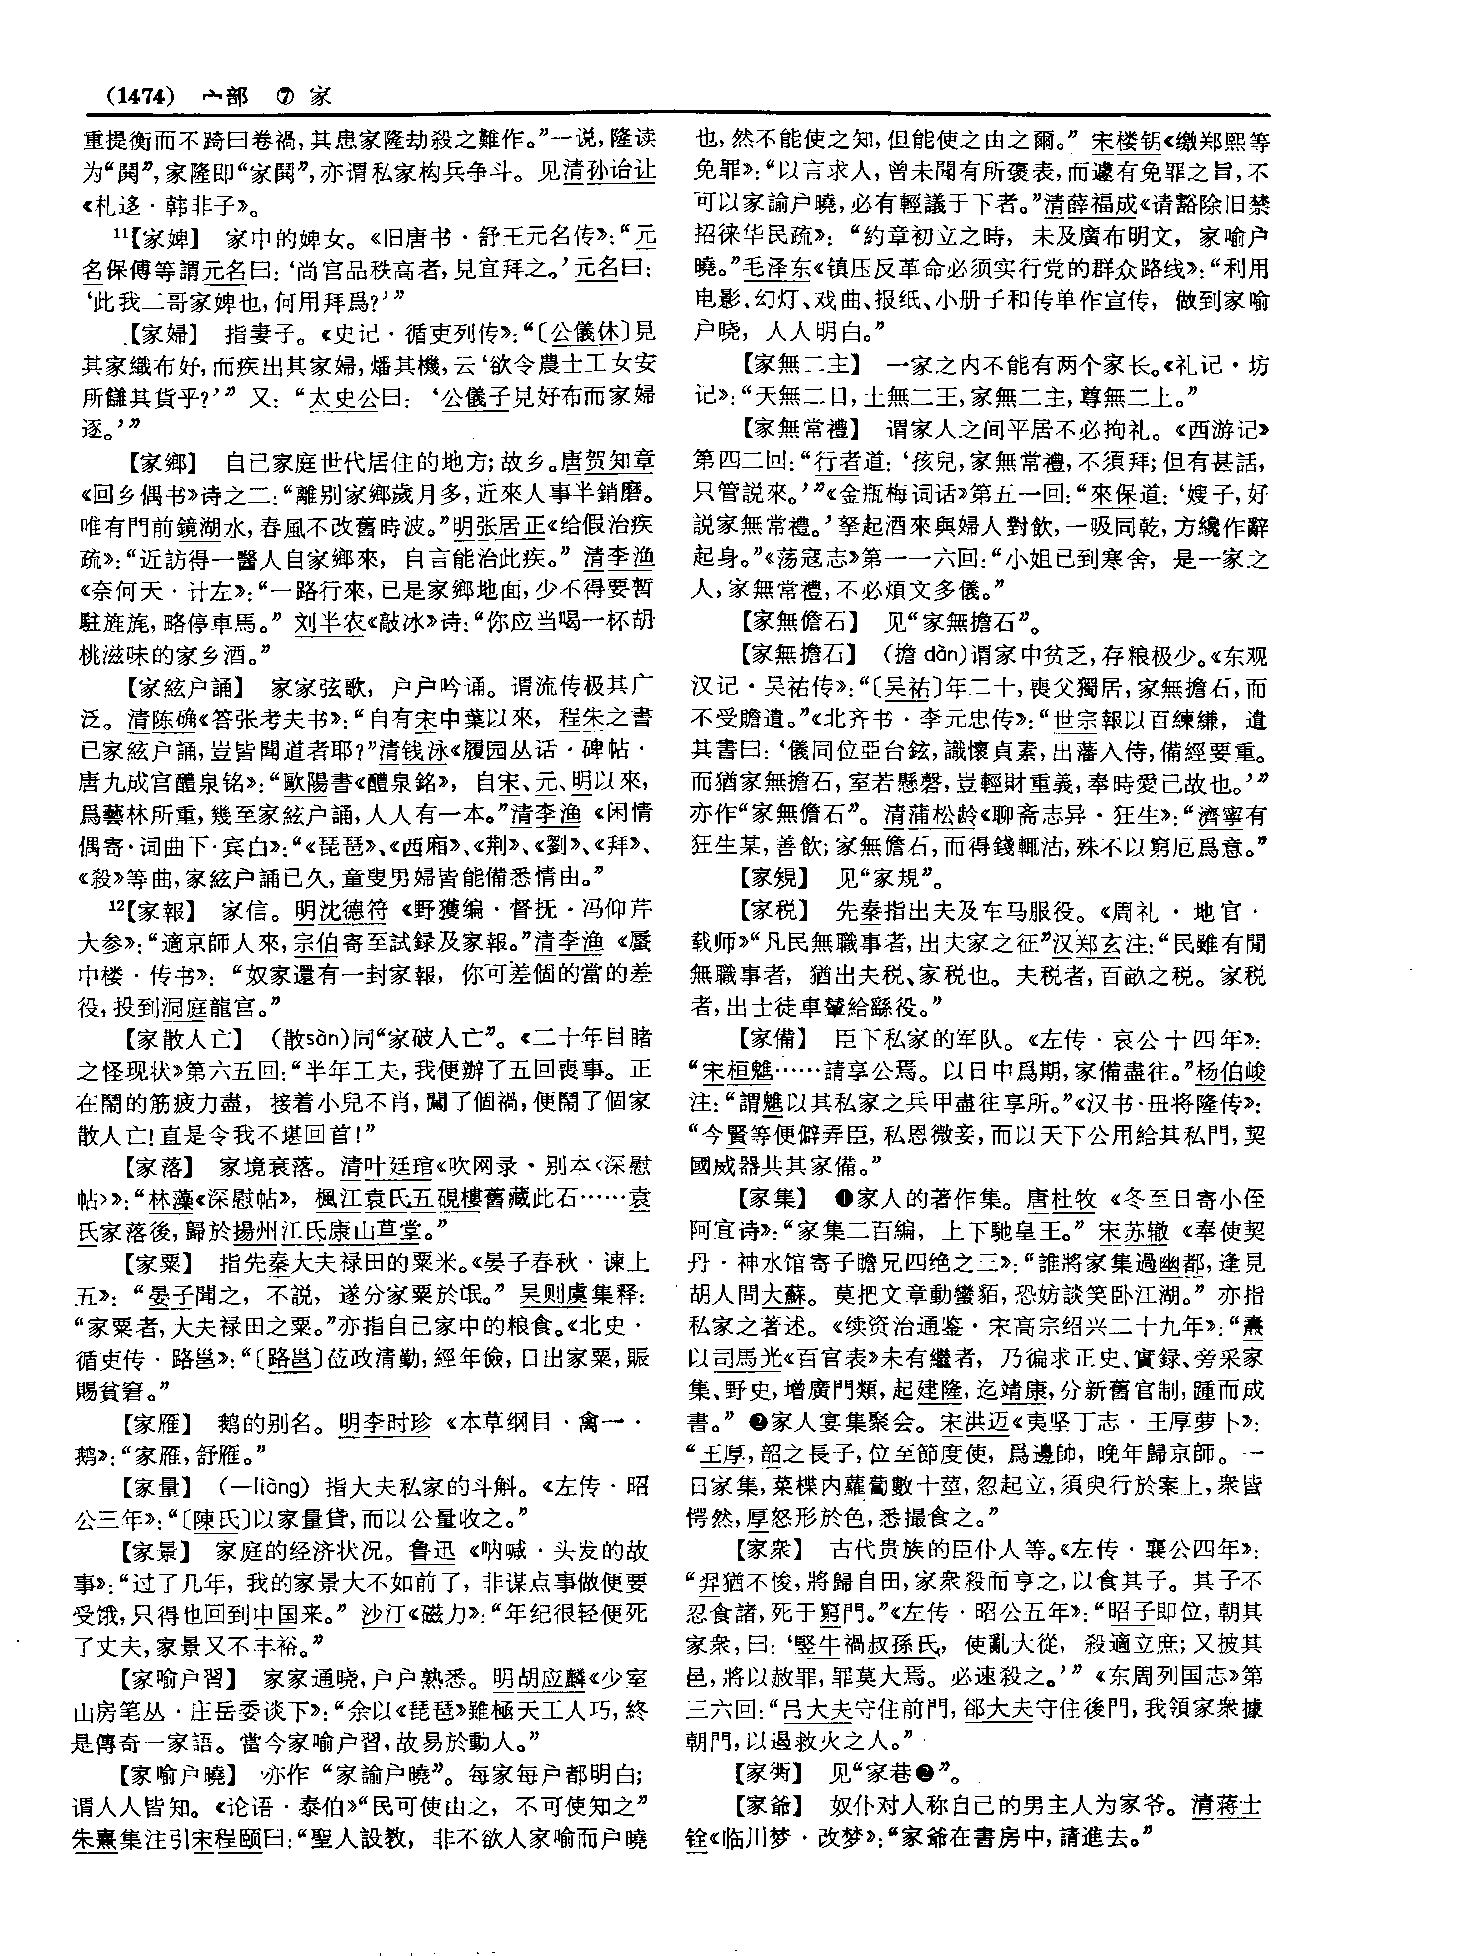 (1474) 宀部 ⑦ 家
重提衡而不踦曰卷禍，其患家隆劫殺之難作。”一说，隆读
为“鬨”，家隆即“家鬨”，亦谓私家构兵争斗。见清孙诒让
《札迻·韩非子》。
11【家婢】 家中的婢女。《旧唐书·舒王元名传》：“元
名保傅等謂元名曰：‘尚宫品秩高者，見宜拜之。’元名曰：
‘此我二哥家婢也，何用拜爲？’”
【家婦】 指妻子。《史记·循吏列传》：“〔公儀休〕見
其家織布好，而疾出其家婦，燔其機，云‘欲令農士工女安
所讎其貨乎？’”又：“太史公曰：‘公儀子見好布而家婦
逐。’”
【家鄉】 自己家庭世代居住的地方；故乡。唐贺知章
《回乡偶书》诗之二：“離别家鄉歲月多，近來人事半銷磨。
唯有門前鏡湖水，春風不改舊時波。”明张居正《给假治疾
疏》：“近訪得一醫人自家鄉來，自言能治此疾。”清李渔
《奈何天·计左》：“一路行來，已是家鄉地面，少不得要暫
駐旌旄，略停車馬。”刘半农《敲冰》诗：“你应当喝一杯胡
桃滋味的家乡酒。”
【家絃户誦】 家家弦歌，户户吟诵。谓流传极其广
泛。清陈确《答张考夫书》：“自有宋中葉以來，程朱之書
已家絃户誦，豈皆聞道者耶？”清钱泳《履园丛话·碑帖·
唐九成宫醴泉铭》：“歐陽書《醴泉銘》，自宋、元、明以來，
爲藝林所重，幾至家絃户誦，人人有一本。”清李渔《闲情
偶寄·词曲下·宾白》：“《琵琶》、《西廂》、《荆》、《劉》、《拜》、
《殺》等曲，家絃户誦已久，童叟男婦皆能備悉情由。”
12【家報】 家信。明沈德符《野獲编·督抚·冯仰芹
大参》：“適京師人來，宗伯寄至試録及家報。”清李渔《蜃
中楼·传书》：“奴家還有一封家報，你可差個的當的差
役，投到洞庭龍宫。”
【家散人亡】 （散sàn）同“家破人亡”。《二十年目睹
之怪现状》第六五回：“半年工夫，我便辦了五回喪事。正
在鬧的筋疲力盡，接着小兒不肖，闖了個禍，便鬧了個家
散人亡！直是令我不堪回首！”
【家落】 家境衰落。清叶廷琯《吹网录·别本〈深慰
帖〉》：“林藻《深慰帖》，楓江袁氏五硯樓舊藏此石……袁
氏家落後，歸於揚州江氏康山草堂。”
【家粟】 指先秦大夫禄田的粟米。《晏子春秋·谏上
五》：“晏子聞之，不説，遂分家粟於氓。”吴则虞集释：
“家粟者，大夫禄田之粟。”亦指自己家中的粮食。《北史·
循吏传·路邕》：“〔路邕〕莅政清勤，經年儉，日出家粟，賑
賜貧窘。”
【家雁】 鹅的别名。明李时珍《本草纲目·禽一·
鹅》：“家雁，舒雁。”
【家量】 （—liàng）指大夫私家的斗斛。《左传·昭
公三年》：“〔陳氏〕以家量貸，而以公量收之。”
【家景】 家庭的经济状况。鲁迅《呐喊·头发的故
事》：“过了几年，我的家景大不如前了，非谋点事做便要
受饿，只得也回到中国来。”沙汀《磁力》：“年纪很轻便死
了丈夫，家景又不丰裕。”
【家喻户習】 家家通晓，户户熟悉。明胡应麟《少室
山房笔丛·庄岳委谈下》：“余以《琵琶》雖極天工人巧，終
是傳奇一家語。當今家喻户習，故易於動人。”
【家喻户曉】 亦作“家諭户曉”。每家每户都明白；
谓人人皆知。《论语·泰伯》“民可使由之，不可使知之”
朱熹集注引宋程颐曰：“聖人設教，非不欲人家喻而户曉
也，然不能使之知，但能使之由之爾。”宋楼钥《缴郑熙等
免罪》：“以言求人，曾未聞有所褒表，而遽有免罪之旨，不
可以家諭户曉，必有輕議于下者。”清薛福成《请豁除旧禁
招徕华民疏》：“約章初立之時，未及廣布明文，家喻户
曉。”毛泽东《镇压反革命必须实行党的群众路线》：“利用
电影、幻灯、戏曲、报纸、小册子和传单作宣传，做到家喻
户晓，人人明白。”
【家無二主】 一家之内不能有两个家长。《礼记·坊
记》：“天無二日，土無二王，家無二主，尊無二上。”
【家無常禮】 谓家人之间平居不必拘礼。《西游记》
第四二回：“行者道：‘孩兒，家無常禮，不須拜；但有甚話，
只管説來。’”《金瓶梅词话》第五一回：“來保道：‘嫂子，好
説家無常禮。’拏起酒來與婦人對飲，一吸同乾，方纔作辭
起身。”《荡寇志》第一一六回：“小姐已到寒舍，是一家之
人，家無常禮，不必煩文多儀。”
【家無儋石】 见“家無擔石”。
【家無擔石】 （擔 dàn）谓家中贫乏，存粮极少。《东观
汉记·吴祐传》：“〔吴祐〕年二十，喪父獨居，家無擔石，而
不受贍遺。”《北齐书·李元忠传》：“世宗報以百練縑，遺
其書曰：‘儀同位亞台鉉，識懷貞素，出藩入侍，備經要重。
而猶家無擔石，室若懸磬，豈輕財重義，奉時愛己故也。’”
亦作“家無儋石”。清蒲松龄《聊斋志异·狂生》：“濟寧有
狂生某，善飲；家無儋石，而得錢輒沽，殊不以窮厄爲意。”
【家䂓】 见“家規”。
【家税】 先秦指出夫及车马服役。《周礼·地官·
载师》“凡民無職事者，出夫家之征”汉郑玄注：“民雖有閒
無職事者，猶出夫税、家税也。夫税者，百畝之税。家税
者，出士徒車輦給繇役。”
【家備】 臣下私家的军队。《左传·哀公十四年》：
“宋桓魋……請享公焉。以日中爲期，家備盡往。”杨伯峻
注：“謂魋以其私家之兵甲盡往享所。”《汉书·毋将隆传》：
“今賢等便僻弄臣，私恩微妾，而以天下公用給其私門，契
國威器共其家備。”
【家集】 ❶家人的著作集。唐杜牧《冬至日寄小侄
阿宜诗》：“家集二百編，上下馳皇王。”宋苏辙《奉使契
丹·神水馆寄子瞻兄四绝之三》：“誰將家集過幽都，逢見
胡人問大蘇。莫把文章動蠻貊，恐妨談笑卧江湖。”亦指
私家之著述。《续资治通鉴·宋高宗绍兴二十九年》：“燾
以司馬光《百官表》未有繼者，乃徧求正史、實録、旁采家
集、野史，增廣門類，起建隆，迄靖康，分新舊官制，踵而成
書。”❷家人宴集聚会。宋洪迈《夷坚丁志·王厚萝卜》：
“王厚，韶之長子，位至節度使，爲邊帥，晚年歸京師。一
日家集，菜楪内蘿蔔數十莖，忽起立，須臾行於案上，衆皆
愕然，厚怒形於色，悉撮食之。”
【家衆】 古代贵族的臣仆人等。《左传·襄公四年》：
“羿猶不悛，將歸自田，家衆殺而亨之，以食其子。其子不
忍食諸，死于窮門。”《左传·昭公五年》：“昭子即位，朝其
家衆，曰：‘竪牛禍叔孫氏，使亂大從，殺適立庶；又披其
邑，將以赦罪，罪莫大焉。必速殺之。’”《东周列国志》第
三六回：“吕大夫守住前門，郤大夫守住後門，我領家衆據
朝門，以遏救火之人。”
【家衖】 见“家巷❷”。
【家爺】 奴仆对人称自己的男主人为家爷。清蒋士
铨《临川梦·改梦》：“家爺在書房中，請進去。”